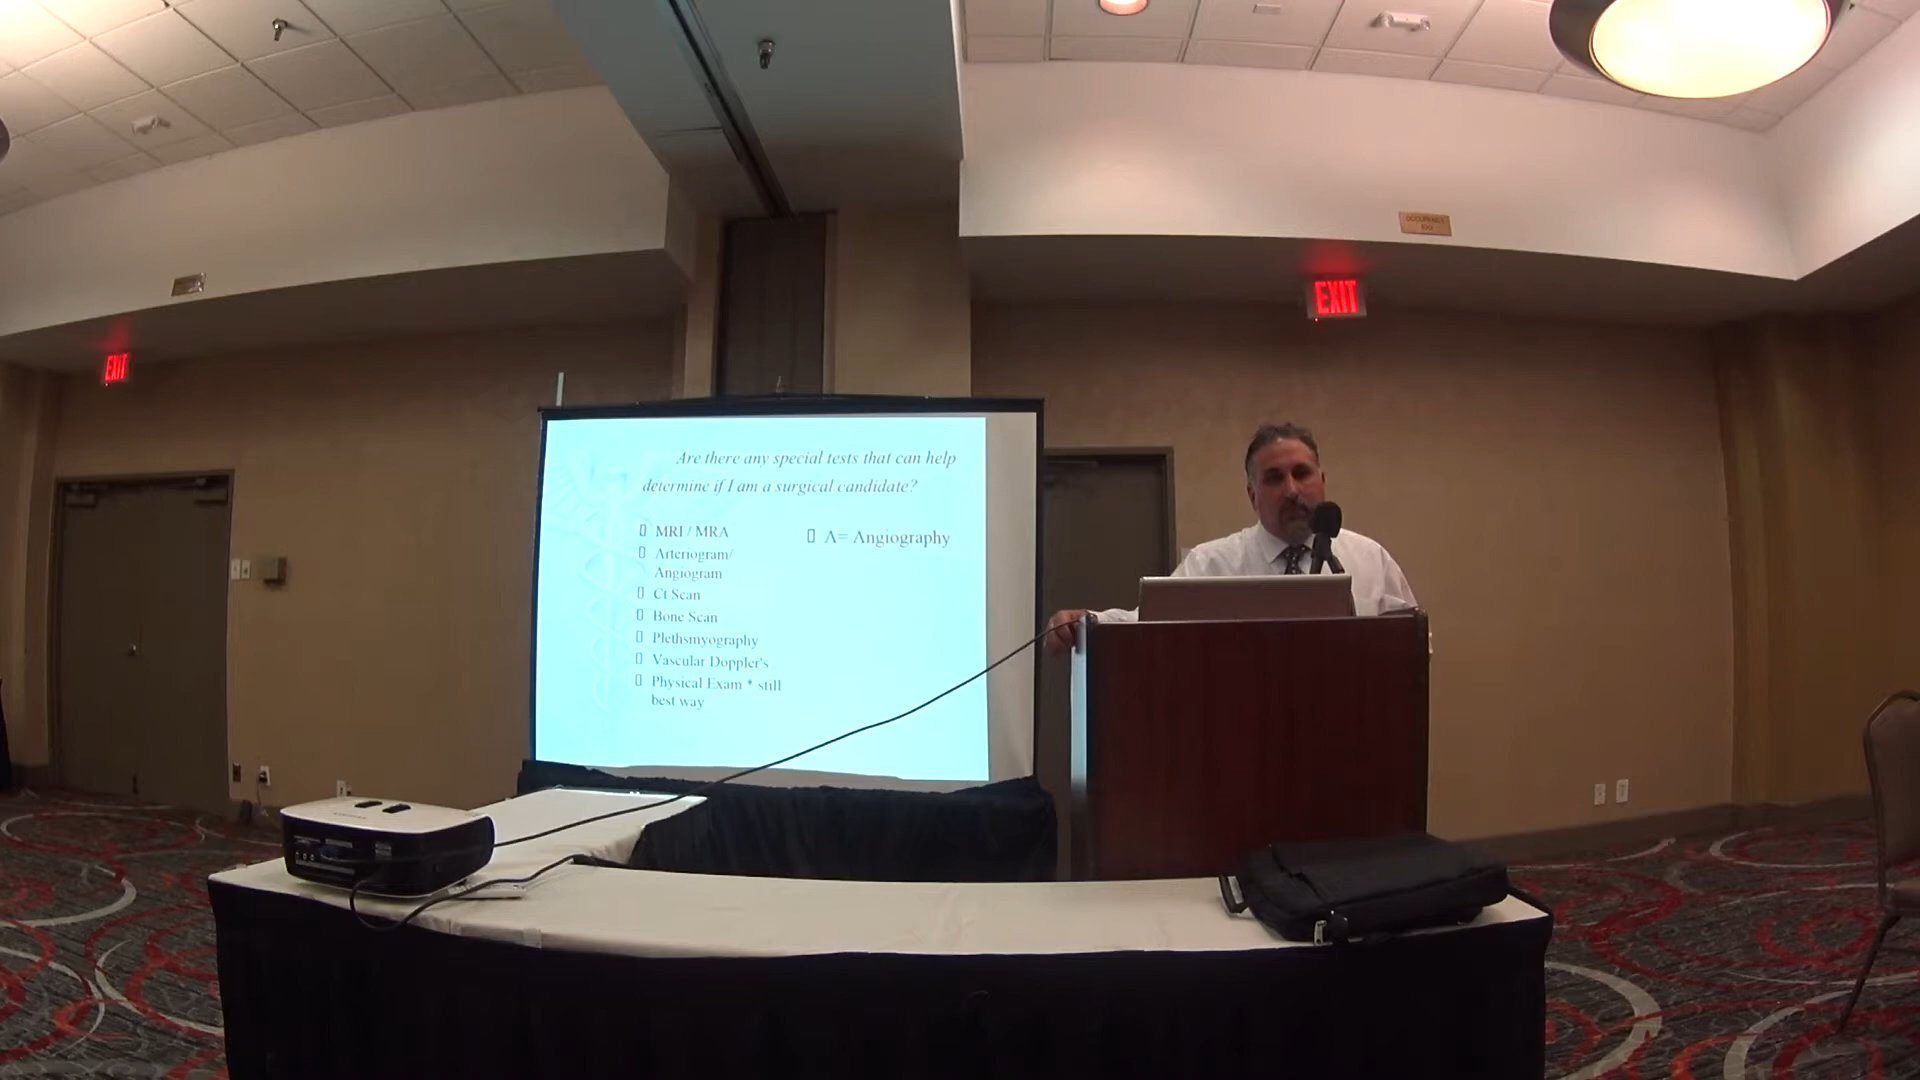 OCCUPANCY
EXIT
EXIT
Are there any special tests that can help
determine if I am a surgical candidate?
MRI / MRA
Arteriogram/
Angiogram
Ct Scan
Bone Scan
Plethsmyography
Vascular Doppler's
Physical Exam * still
best way
A= Angiography